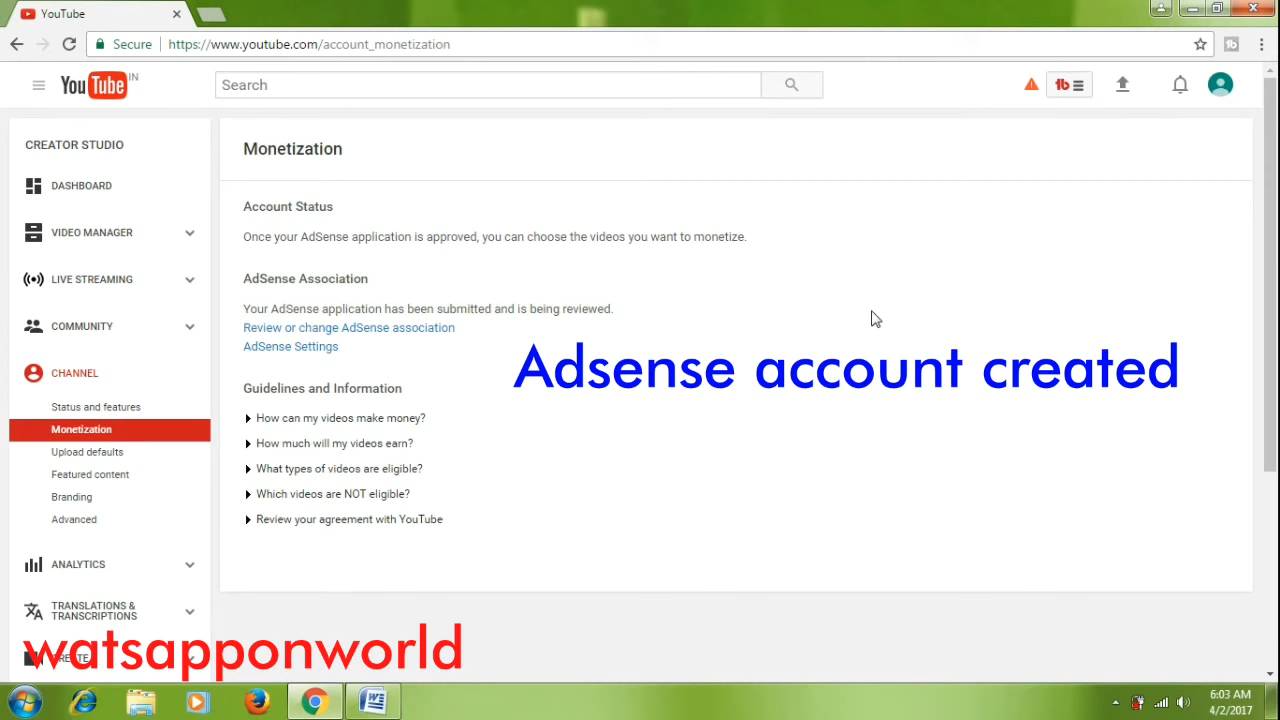 YouTube
Secure
https://www.youtube.com/account_monetization
YouTube IN
Search
CREATOR STUDIO
DASHBOARD
VIDEO MANAGER
LIVE STREAMING
COMMUNITY
CHANNEL
Status and features
Monetization
Upload defaults
Featured content
Branding
Advanced
ANALYTICS
TRANSLATIONS &
TRANSCRIPTIONS
watsapponworld
Monetization
Account Status
Once your AdSense application is approved, you can choose the videos you want to monetize.
AdSense Association
Your AdSense application has been submitted and is being reviewed.
Review or change AdSense association
AdSense Settings
Adsense account created
Guidelines and Information
How can my videos make money?
How much will my videos earn?
What types of videos are eligible?
Which videos are NOT eligible?
Review your agreement with YouTube
6:03 AM
4/2/2017